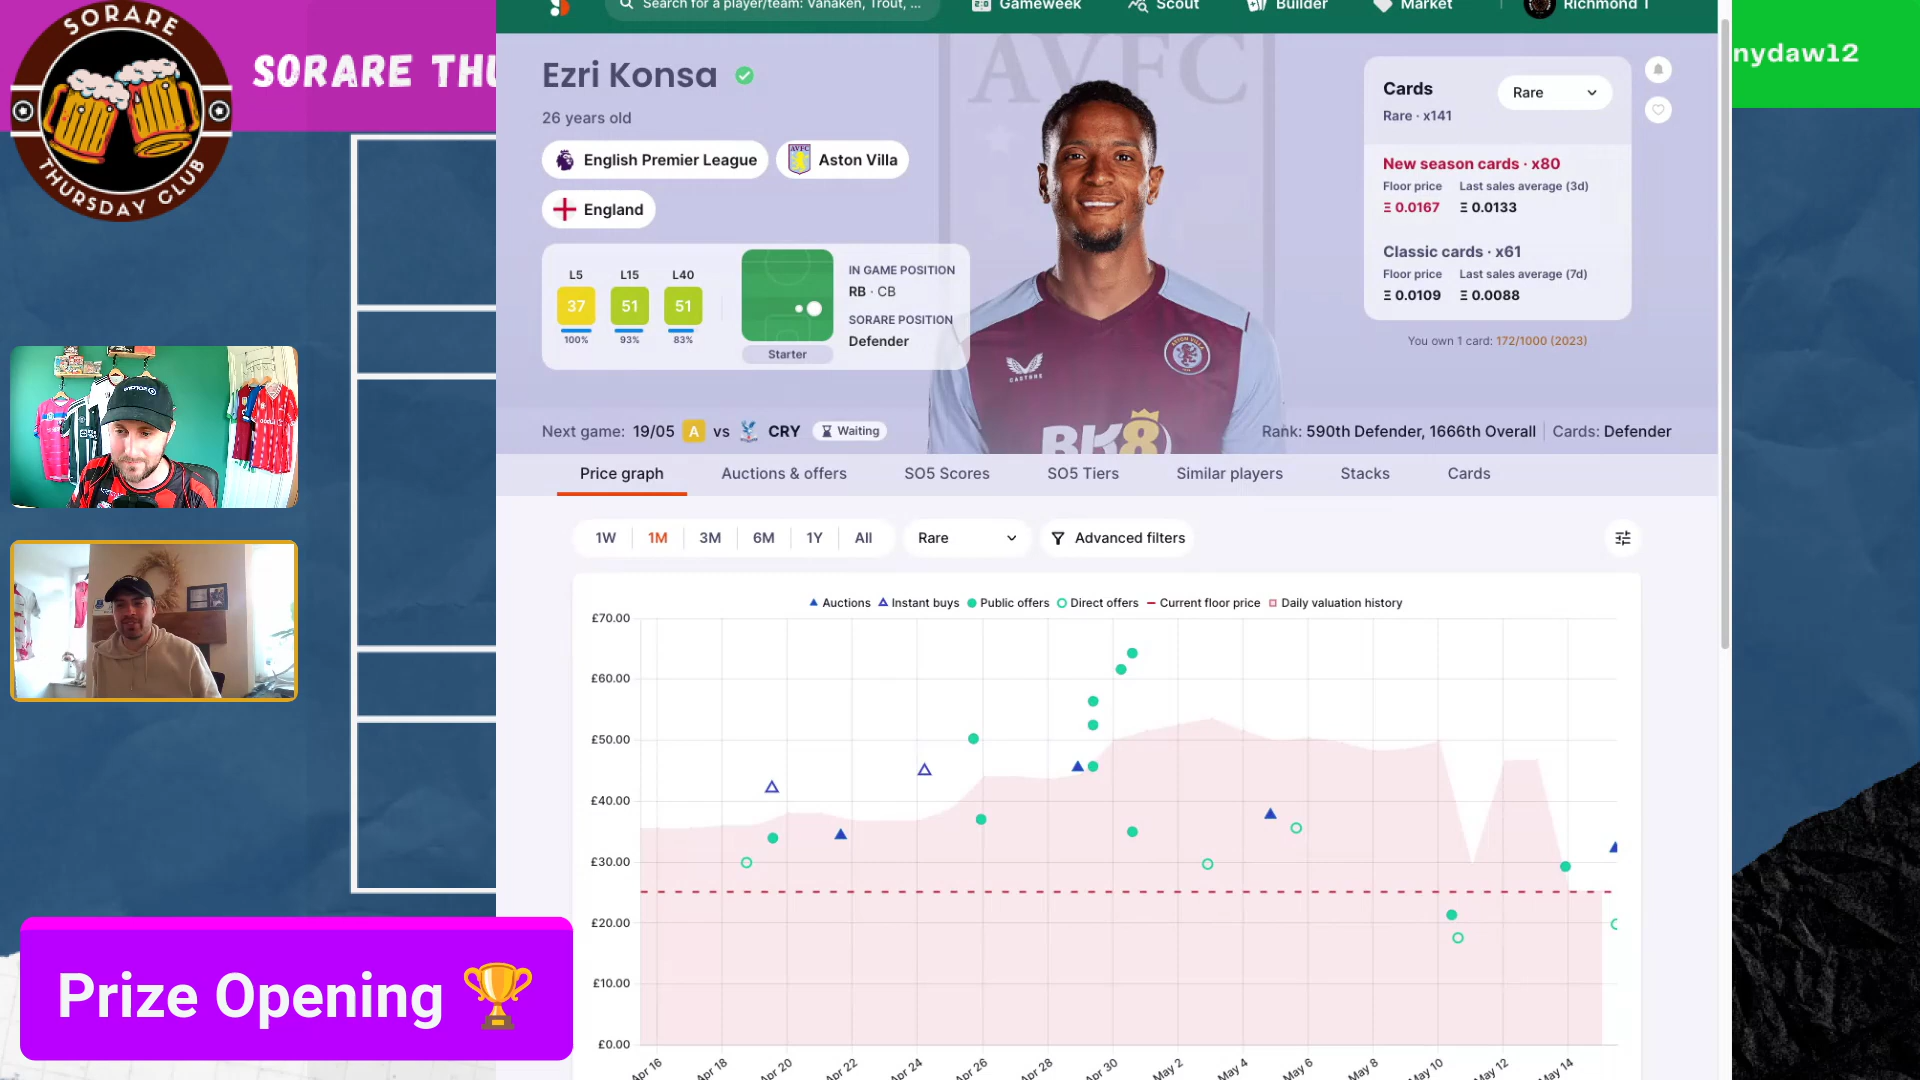 SORARE
THURSDAY CLUB
SORARE THU
nydaw12
Search for a player/team: Vanaken, Trout, ...
Gameweek
Scout
Builder
Market
Richmond T
AVFC
Ezri Konsa
26 years old
English Premier League
AVFC
Aston Villa
England
L5
L15
L40
37
51
51
100%
93%
83%
Starter
IN GAME POSITION
RB · CB
SORARE POSITION
Defender
CASTORE
BK8
Cards
Rare
Rare · x141
New season cards · x80
Floor price
Last sales average (3d)
Ξ 0.0167
Ξ 0.0133
Classic cards · x61
Floor price
Last sales average (7d)
Ξ 0.0109
Ξ 0.0088
You own 1 card: 172/1000 (2023)
Next game: 19/05 A vs CRY
Waiting
Rank: 590th Defender, 1666th Overall
Cards: Defender
Price graph
Auctions & offers
SO5 Scores
SO5 Tiers
Similar players
Stacks
Cards
1W
1M
3M
6M
1Y
All
Rare
Advanced filters
Auctions
Instant buys
Public offers
Direct offers
Current floor price
Daily valuation history
£70.00
£60.00
£50.00
£40.00
£30.00
£20.00
£10.00
£0.00
Apr 16
Apr 18
Apr 20
Apr 22
Apr 24
Apr 26
Apr 28
Apr 30
May 2
May 4
May 6
May 8
May 10
May 12
May 14
Prize Opening 🏆